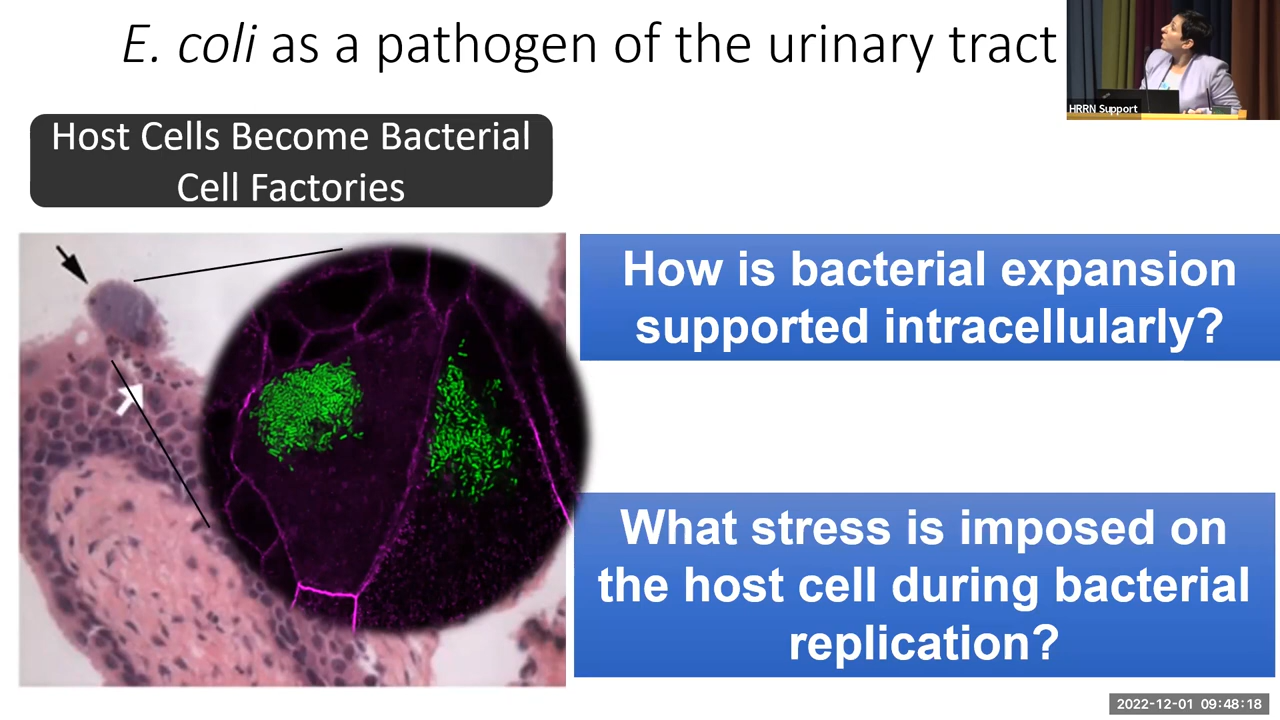 E. coli as a pathogen of the urinary tract
HRRN Support
Host Cells Become Bacterial
Cell Factories
How is bacterial expansion
supported intracellularly?
What stress is imposed on
the host cell during bacterial
replication?
2022-12-01 09:48:18